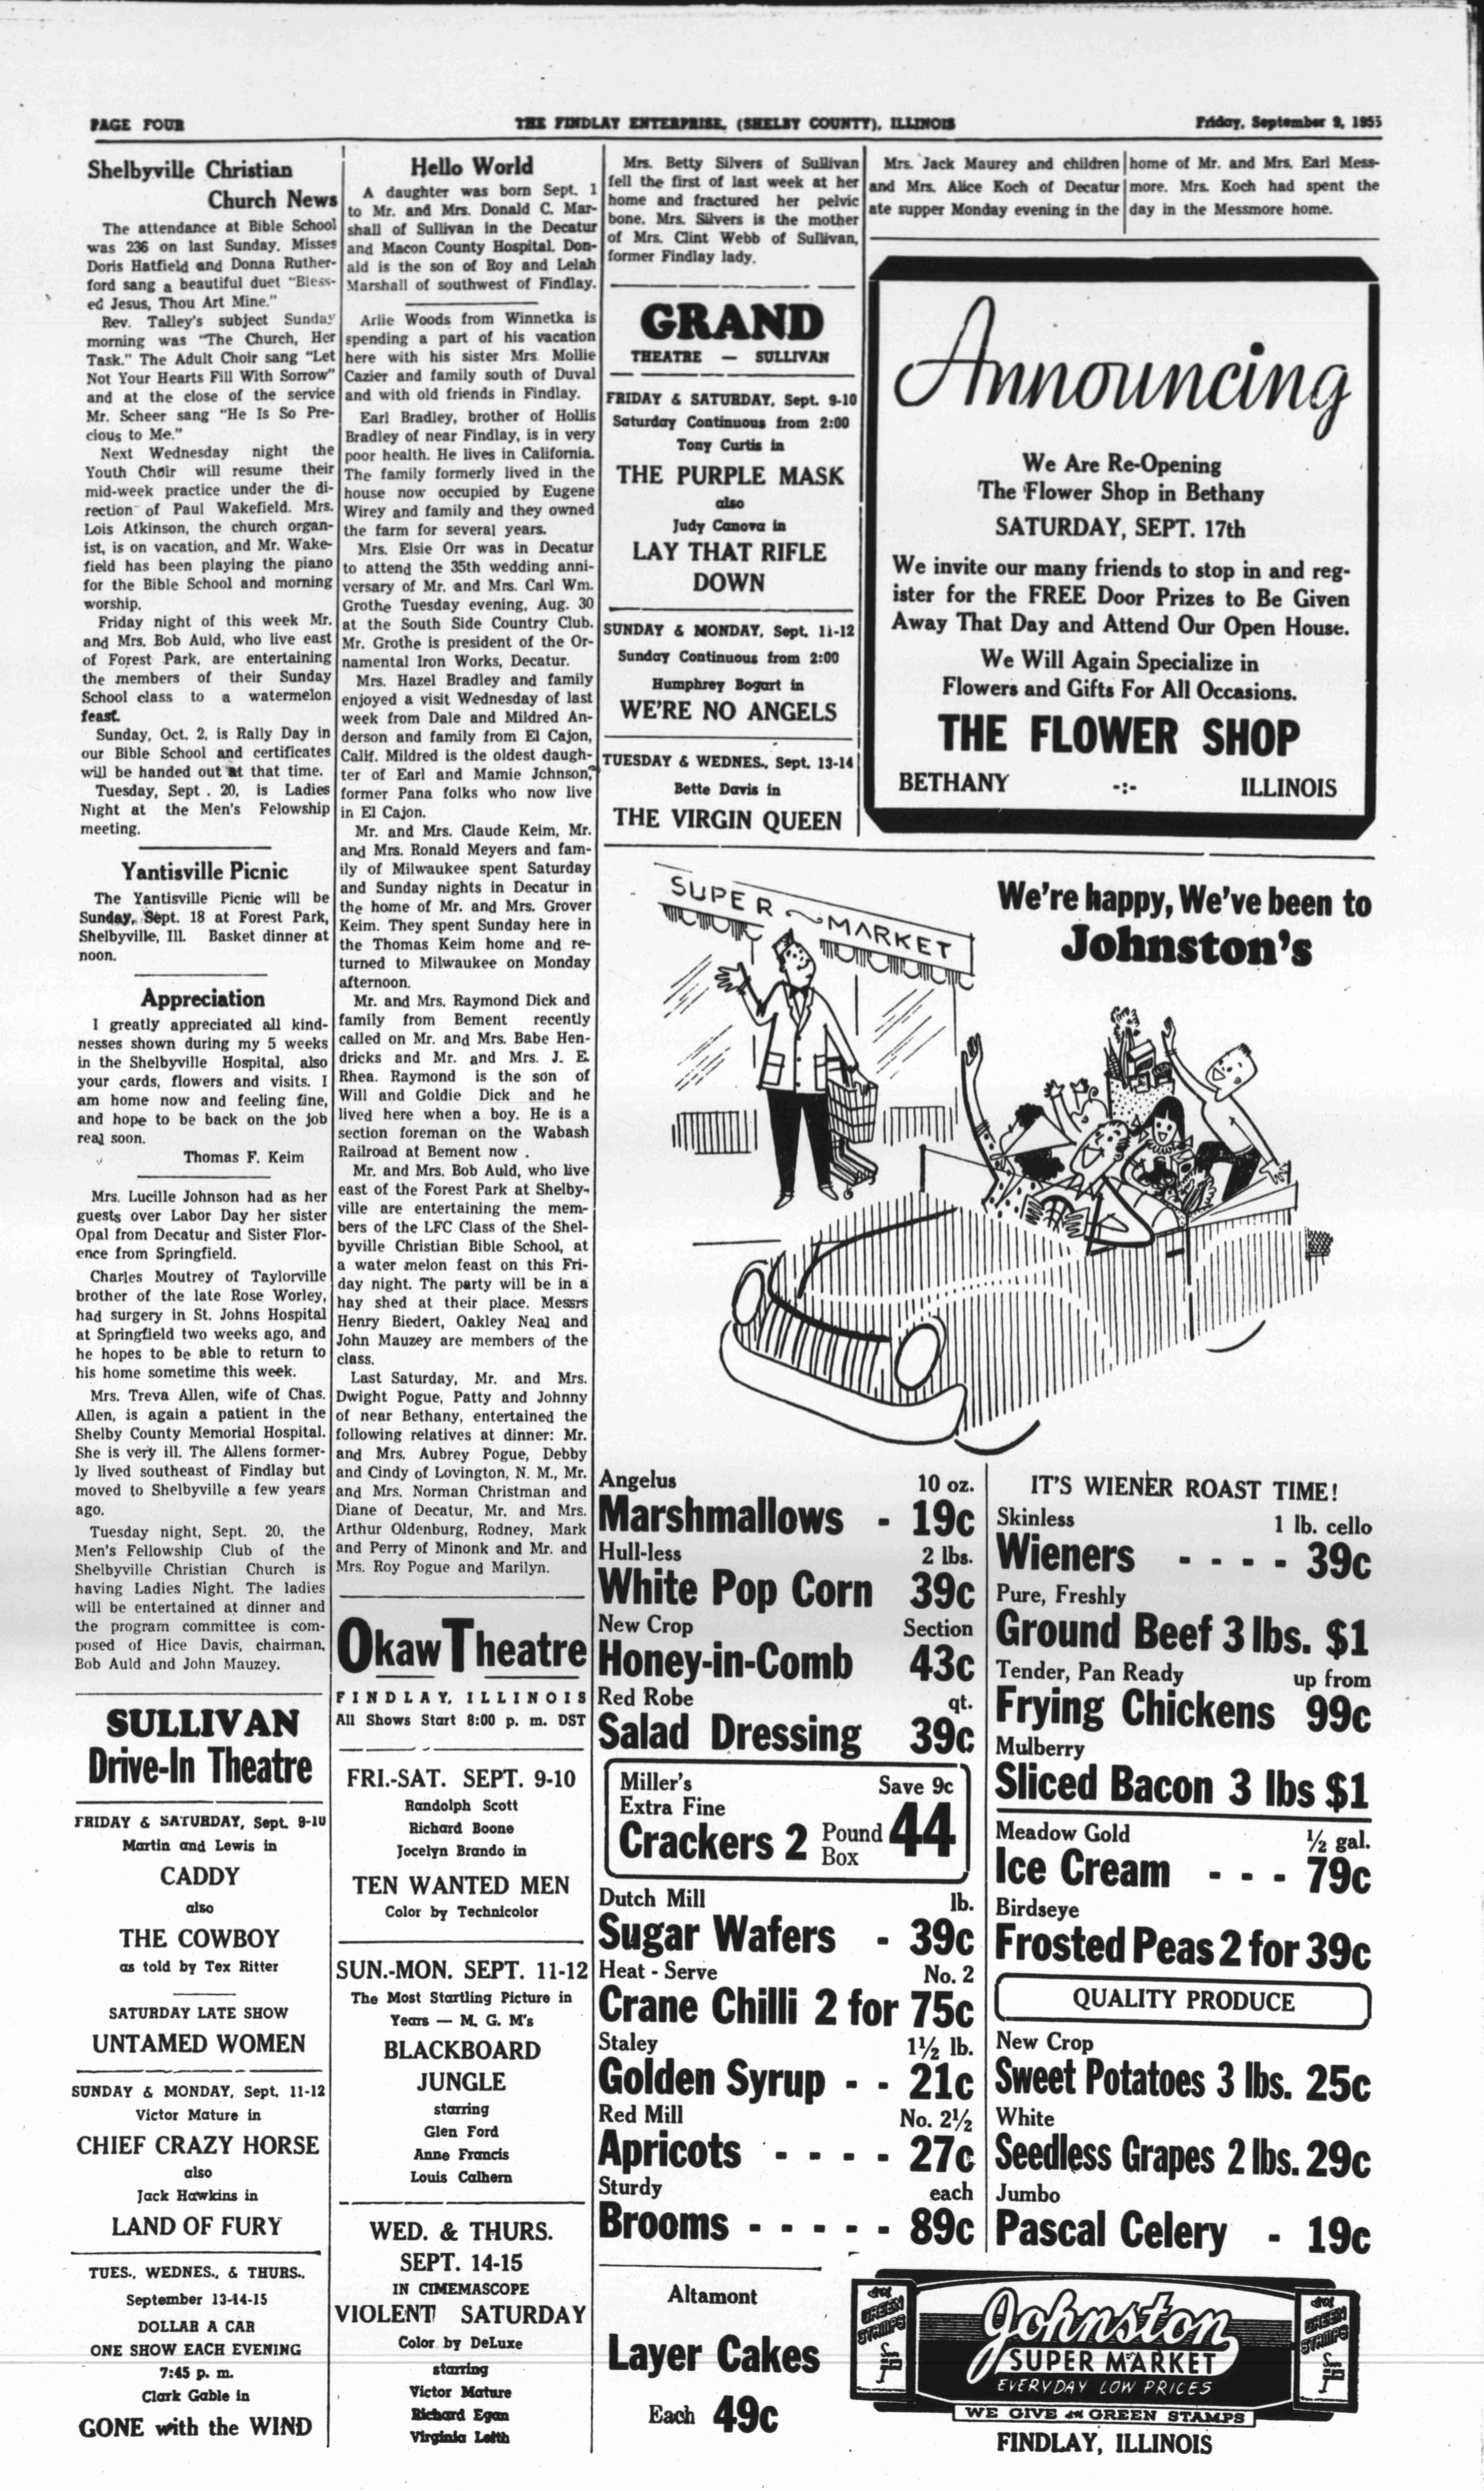 PAGE FOUR
THE FINDLAY ENTERPRISE, (SHELBY COUNTY), ILLINOIS
Friday, September 9, 1955
Shelbyville Christian
Church News
The attendance at Bible School
was 236 on last Sunday. Misses
Doris Hatfield and Donna Ruther-
ford sang a beautiful duet "Bless-
ed Jesus, Thou Art Mine."
Rev. Talley's subject Sunday
morning was "The Church, Her
Task." The Adult Choir sang "Let
Not Your Hearts Fill With Sorrow"
and at the close of the service
Mr. Scheer sang "He Is So Pre-
cious to Me."
Next Wednesday night the
Youth Choir will resume their
mid-week practice under the di-
rection of Paul Wakefield. Mrs.
Lois Atkinson, the church organ-
ist, is on vacation, and Mr. Wake-
field has been playing the piano
for the Bible School and morning
worship.
Friday night of this week Mr.
and Mrs. Bob Auld, who live east
of Forest Park, are entertaining
the members of their Sunday
School class to a watermelon
feast.
Sunday, Oct. 2, is Rally Day in
our Bible School and certificates
will be handed out at that time.
Tuesday, Sept . 20, is Ladies
Night at the Men's Felowship
meeting.
Yantisville Picnic
The Yantisville Picnic will be
Sunday, Sept. 18 at Forest Park,
Shelbyville, Ill. Basket dinner at
noon.
Appreciation
I greatly appreciated all kind-
nesses shown during my 5 weeks
in the Shelbyville Hospital, also
your cards, flowers and visits. I
am home now and feeling fine,
and hope to be back on the job
real soon.
Thomas F. Keim
Mrs. Lucille Johnson had as her
guests over Labor Day her sister
Opal from Decatur and Sister Flor-
ence from Springfield.
Charles Moutrey of Taylorville
brother of the late Rose Worley,
had surgery in St. Johns Hospital
at Springfield two weeks ago, and
he hopes to be able to return to
his home sometime this week.
Mrs. Treva Allen, wife of Chas.
Allen, is again a patient in the
Shelby County Memorial Hospital.
She is very ill. The Allens former-
ly lived southeast of Findlay but
moved to Shelbyville a few years
ago.
Tuesday night, Sept. 20, the
Men's Fellowship Club of the
Shelbyville Christian Church is
having Ladies Night. The ladies
will be entertained at dinner and
the program committee is com-
posed of Hice Davis, chairman,
Bob Auld and John Mauzey.
SULLIVAN
Drive-In Theatre
FRIDAY & SATURDAY, Sept. 9-10
Martin and Lewis in
CADDY
also
THE COWBOY
as told by Tex Ritter
SATURDAY LATE SHOW
UNTAMED WOMEN
SUNDAY & MONDAY, Sept. 11-12
Victor Mature in
CHIEF CRAZY HORSE
also
Jack Hawkins in
LAND OF FURY
TUES., WEDNES., & THURS.,
September 13-14-15
DOLLAR A CAR
ONE SHOW EACH EVENING
7:45 p. m.
Clark Gable in
GONE with the WIND
Hello World
A daughter was born Sept. 1
to Mr. and Mrs. Donald C. Mar-
shall of Sullivan in the Decatur
and Macon County Hospital. Don-
ald is the son of Roy and Lelah
Marshall of southwest of Findlay.
Arlie Woods from Winnetka is
spending a part of his vacation
here with his sister Mrs. Mollie
Cazier and family south of Duval
and with old friends in Findlay.
Earl Bradley, brother of Hollis
Bradley of near Findlay, is in very
poor health. He lives in California.
The family formerly lived in the
house now occupied by Eugene
Wirey and family and they owned
the farm for several years.
Mrs. Elsie Orr was in Decatur
to attend the 35th wedding anni-
versary of Mr. and Mrs. Carl Wm.
Grothe Tuesday evening, Aug. 30
at the South Side Country Club.
Mr. Grothe is president of the Or-
namental Iron Works, Decatur.
Mrs. Hazel Bradley and family
enjoyed a visit Wednesday of last
week from Dale and Mildred An-
derson and family from El Cajon,
Calif. Mildred is the oldest daugh-
ter of Earl and Mamie Johnson,
former Pana folks who now live
in El Cajon.
Mr. and Mrs. Claude Keim, Mr.
and Mrs. Ronald Meyers and fam-
ily of Milwaukee spent Saturday
and Sunday nights in Decatur in
the home of Mr. and Mrs. Grover
Keim. They spent Sunday here in
the Thomas Keim home and re-
turned to Milwaukee on Monday
afternoon.
Mr. and Mrs. Raymond Dick and
family from Bement recently
called on Mr. and Mrs. Babe Hen-
dricks and Mr. and Mrs. J. E.
Rhea. Raymond is the son of
Will and Goldie Dick and he
lived here when a boy. He is a
section foreman on the Wabash
Railroad at Bement now .
Mr. and Mrs. Bob Auld, who live
east of the Forest Park at Shelby-
ville are entertaining the mem-
bers of the LFC Class of the Shel-
byville Christian Bible School, at
a water melon feast on this Fri-
day night. The party will be in a
hay shed at their place. Messrs
Henry Biedert, Oakley Neal and
John Mauzey are members of the
class.
Last Saturday, Mr. and Mrs.
Dwight Pogue, Patty and Johnny
of near Bethany, entertained the
following relatives at dinner: Mr.
and Mrs. Aubrey Pogue, Debby
and Cindy of Lovington, N. M., Mr.
and Mrs. Norman Christman and
Diane of Decatur, Mr. and Mrs.
Arthur Oldenburg, Rodney, Mark
and Perry of Minonk and Mr. and
Mrs. Roy Pogue and Marilyn.
Okaw Theatre
FINDLAY, ILLINOIS
All Shows Start 8:00 p. m. DST
FRI.-SAT. SEPT. 9-10
Randolph Scott
Richard Boone
Jocelyn Brando in
TEN WANTED MEN
Color by Technicolor
SUN.-MON. SEPT. 11-12
The Most Startling Picture in
Years — M. G. M's
BLACKBOARD
JUNGLE
starring
Glen Ford
Anne Francis
Louis Calhern
WED. & THURS.
SEPT. 14-15
IN CIMEMASCOPE
VIOLENT SATURDAY
Color by DeLuxe
starring
Victor Mature
Richard Egan
Virginia Leith
Mrs. Betty Silvers of Sullivan
fell the first of last week at her
home and fractured her pelvic
bone. Mrs. Silvers is the mother
of Mrs. Clint Webb of Sullivan,
former Findlay lady.
GRAND
THEATRE — SULLIVAN
FRIDAY & SATURDAY, Sept. 9-10
Saturday Continuous from 2:00
Tony Curtis in
THE PURPLE MASK
also
Judy Canova in
LAY THAT RIFLE
DOWN
SUNDAY & MONDAY, Sept. 11-12
Sunday Continuous from 2:00
Humphrey Bogart in
WE'RE NO ANGELS
TUESDAY & WEDNES., Sept. 13-14
Bette Davis in
THE VIRGIN QUEEN
Mrs. Jack Maurey and children
and Mrs. Alice Koch of Decatur
ate supper Monday evening in the
home of Mr. and Mrs. Earl Mess-
more. Mrs. Koch had spent the
day in the Messmore home.
Announcing
We Are Re-Opening
The Flower Shop in Bethany
SATURDAY, SEPT. 17th
We invite our many friends to stop in and reg-
ister for the FREE Door Prizes to Be Given
Away That Day and Attend Our Open House.
We Will Again Specialize in
Flowers and Gifts For All Occasions.
THE FLOWER SHOP
BETHANY -:- ILLINOIS
SUPER MARKET
We're happy, We've been to
Johnston's
Angelus 10 oz.
Marshmallows - 19c
Hull-less 2 lbs.
White Pop Corn 39c
New Crop Section
Honey-in-Comb 43c
Red Robe qt.
Salad Dressing 39c
Miller's Save 9c
Extra Fine
Crackers 2 Pound Box 44
Dutch Mill lb.
Sugar Wafers - 39c
Heat - Serve No. 2
Crane Chilli 2 for 75c
Staley 1½ lb.
Golden Syrup - - 21c
Red Mill No. 2½
Apricots - - - - 27c
Sturdy each
Brooms - - - - - 89c
Altamont
Layer Cakes
Each 49c
IT'S WIENER ROAST TIME!
Skinless 1 lb. cello
Wieners - - - - 39c
Pure, Freshly
Ground Beef 3 lbs. $1
Tender, Pan Ready up from
Frying Chickens 99c
Mulberry
Sliced Bacon 3 lbs $1
Meadow Gold ½ gal.
Ice Cream - - - 79c
Birdseye
Frosted Peas 2 for 39c
QUALITY PRODUCE
New Crop
Sweet Potatoes 3 lbs. 25c
White
Seedless Grapes 2 lbs. 29c
Jumbo
Pascal Celery - 19c
S&H GREEN STAMPS
Johnston
SUPER MARKET
EVERYDAY LOW PRICES
WE GIVE S&H GREEN STAMPS
S&H GREEN STAMPS
FINDLAY, ILLINOIS